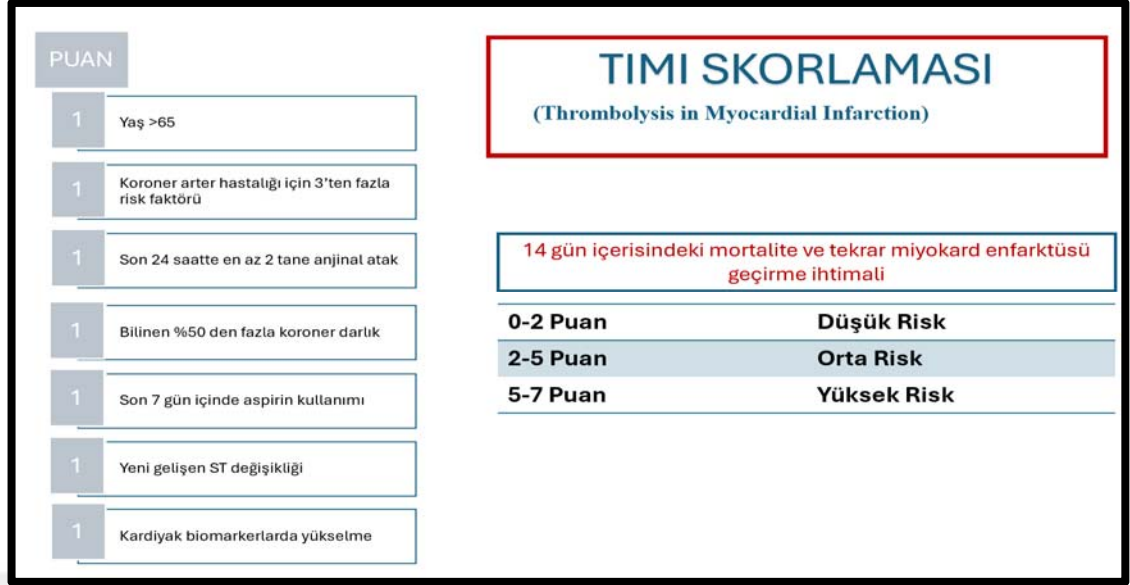 PUAN
1
Yaş >65
1
Koroner arter hastalığı için 3'ten fazla
risk faktörü
1
Son 24 saatte en az 2 tane anjinal atak
1
Bilinen %50 den fazla koroner darlık
1
Son 7 gün içinde aspirin kullanımı
1
Yeni gelişen ST değişikliği
1
Kardiyak biomarkerlarda yükselme
TIMI SKORLAMASI
(Thrombolysis in Myocardial Infarction)
14 gün içerisindeki mortalite ve tekrar miyokard enfarktüsü
geçirme ihtimali
0-2 Puan Düşük Risk
2-5 Puan Orta Risk
5-7 Puan Yüksek Risk